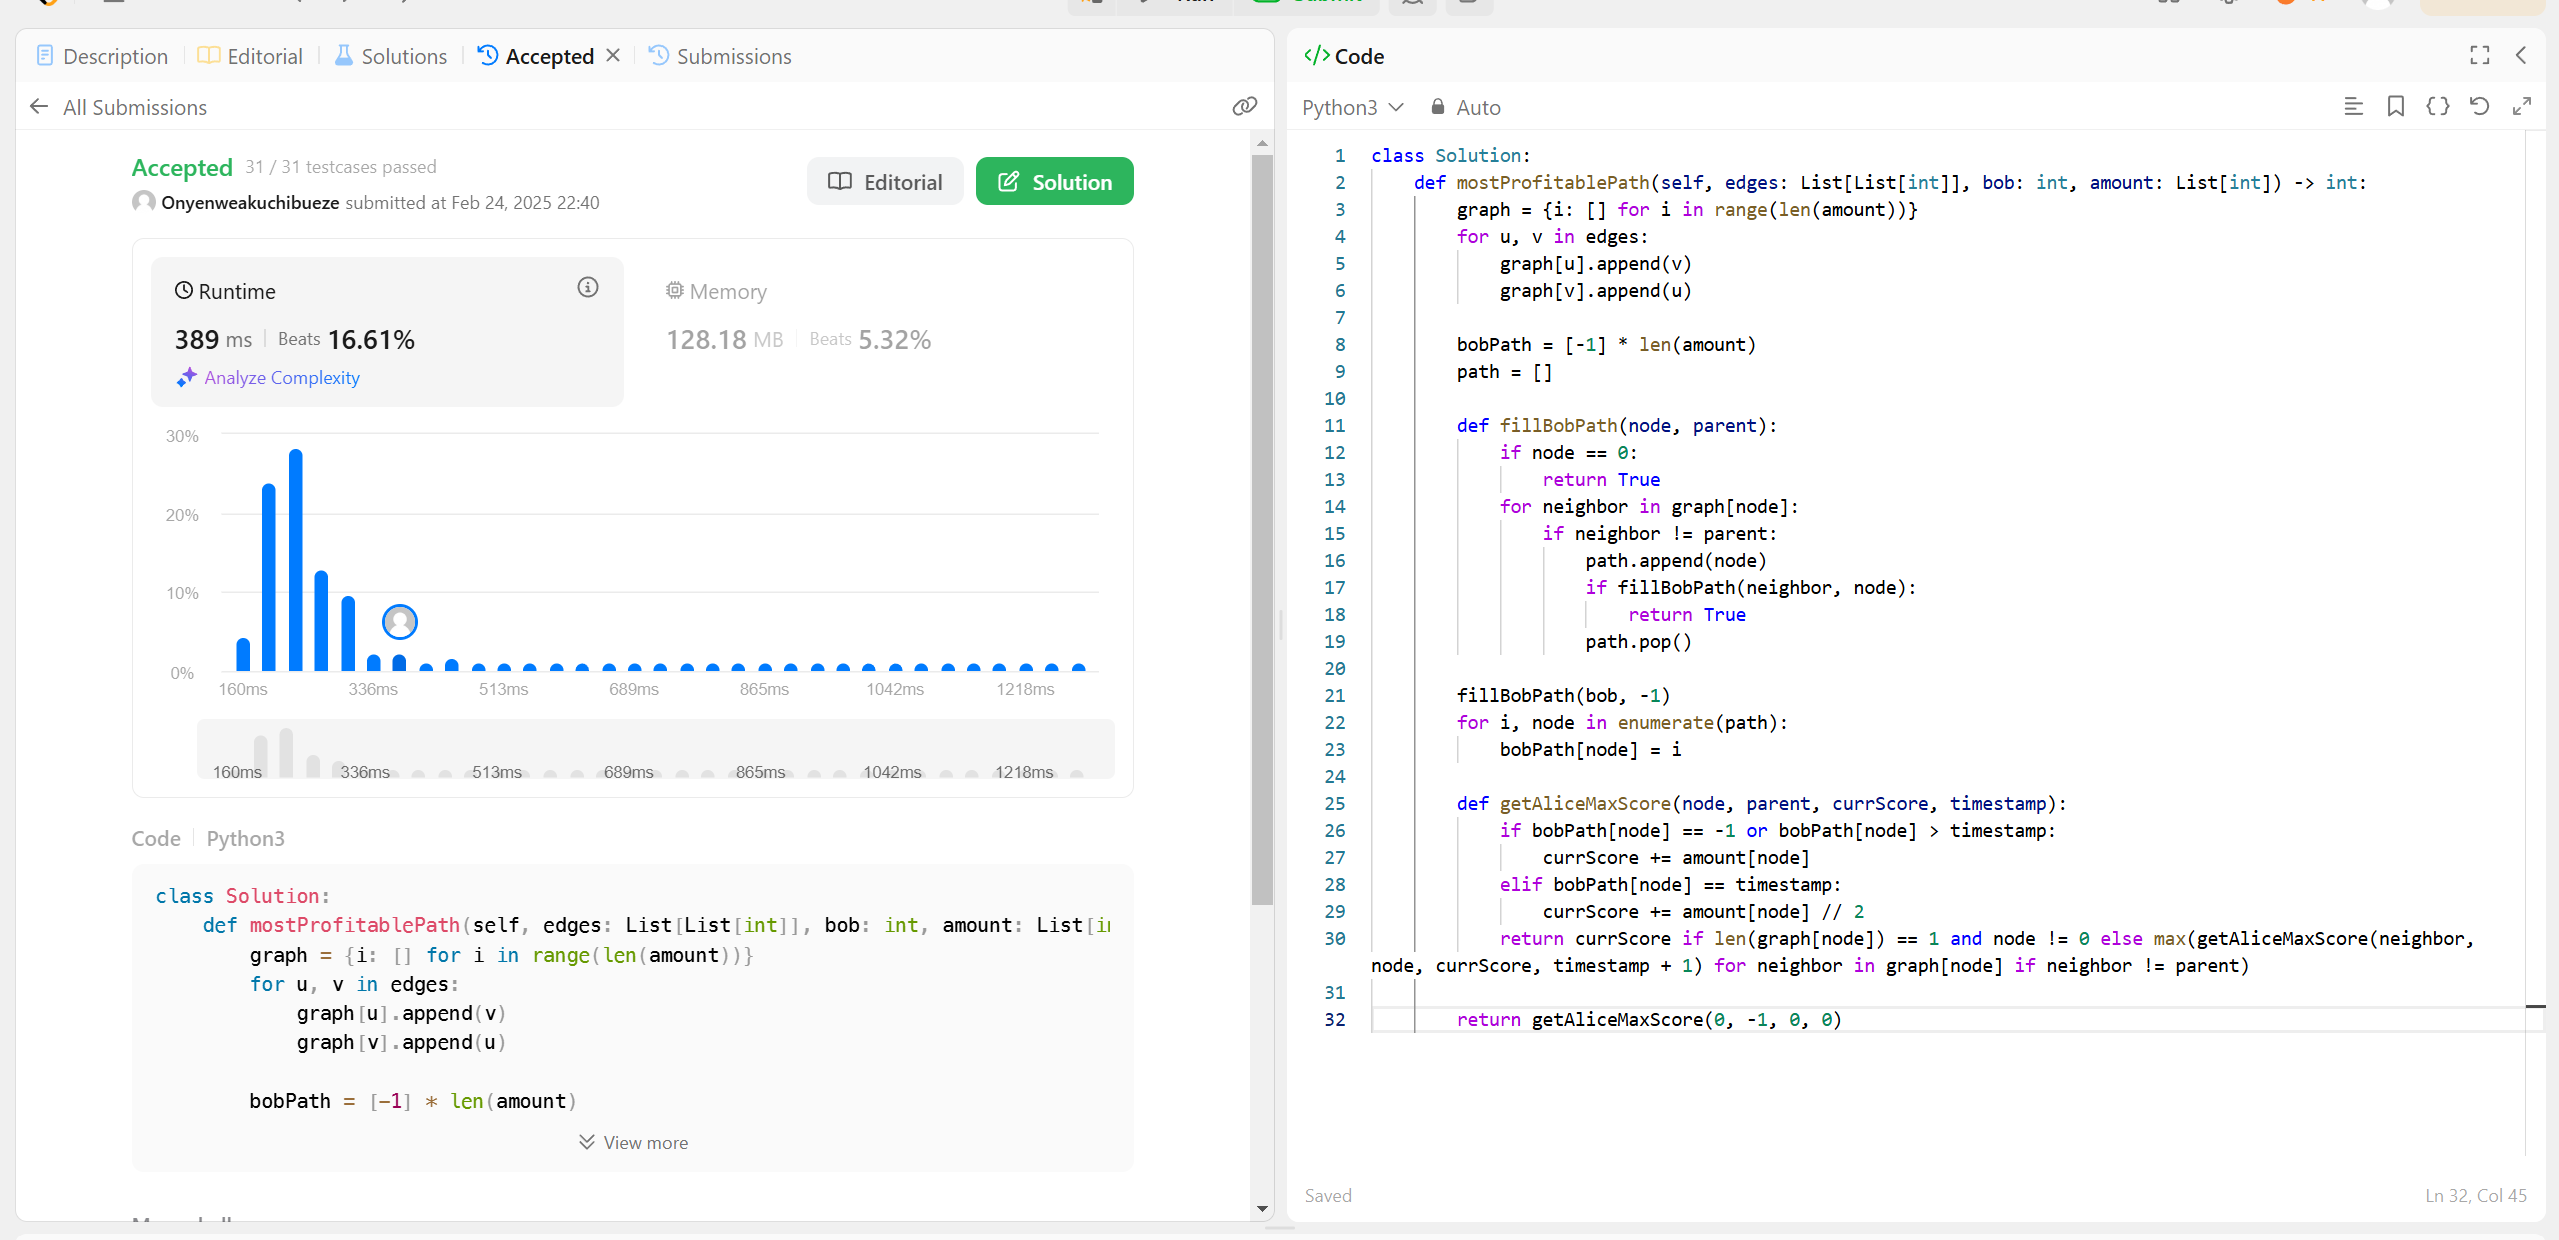 Description
Editorial
Solutions
Accepted
Submissions
All Submissions
Accepted 31 / 31 testcases passed
Onyenweakuchibueze submitted at Feb 24, 2025 22:40
Editorial
Solution
Runtime
389 ms Beats 16.61%
Analyze Complexity
Memory
128.18 MB Beats 5.32%
30%
20%
10%
0%
160ms 336ms 513ms 689ms 865ms 1042ms 1218ms
160ms 336ms 513ms 689ms 865ms 1042ms 1218ms
Code Python3
class Solution:
    def mostProfitablePath(self, edges: List[List[int]], bob: int, amount: List[in
        graph = {i: [] for i in range(len(amount))}
        for u, v in edges:
            graph[u].append(v)
            graph[v].append(u)
        bobPath = [-1] * len(amount)
View more
</> Code
Python3 Auto
1 class Solution:
2     def mostProfitablePath(self, edges: List[List[int]], bob: int, amount: List[int]) -> int:
3         graph = {i: [] for i in range(len(amount))}
4         for u, v in edges:
5             graph[u].append(v)
6             graph[v].append(u)
7
8         bobPath = [-1] * len(amount)
9         path = []
10
11         def fillBobPath(node, parent):
12             if node == 0:
13                 return True
14             for neighbor in graph[node]:
15                 if neighbor != parent:
16                     path.append(node)
17                     if fillBobPath(neighbor, node):
18                         return True
19                     path.pop()
20
21         fillBobPath(bob, -1)
22         for i, node in enumerate(path):
23             bobPath[node] = i
24
25         def getAliceMaxScore(node, parent, currScore, timestamp):
26             if bobPath[node] == -1 or bobPath[node] > timestamp:
27                 currScore += amount[node]
28             elif bobPath[node] == timestamp:
29                 currScore += amount[node] // 2
30             return currScore if len(graph[node]) == 1 and node != 0 else max(getAliceMaxScore(neighbor,
node, currScore, timestamp + 1) for neighbor in graph[node] if neighbor != parent)
31
32         return getAliceMaxScore(0, -1, 0, 0)
Saved
Ln 32, Col 45